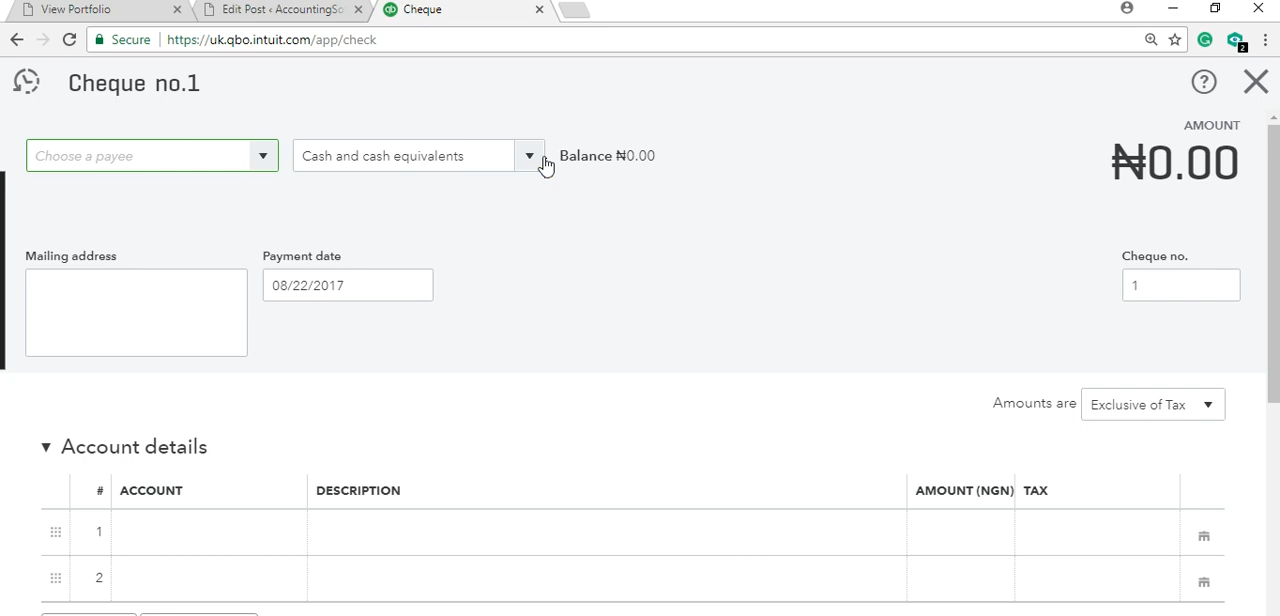 View Portfolio
Edit Post ‹ AccountingSo
Cheque
Secure
https://uk.qbo.intuit.com/app/check
2
Cheque no.1
AMOUNT
₦0.00
Choose a payee
Cash and cash equivalents
Balance ₦0.00
Mailing address
Payment date
Cheque no.
08/22/2017
1
Amounts are
Exclusive of Tax
Account details
# ACCOUNT DESCRIPTION AMOUNT (NGN) TAX
1
2